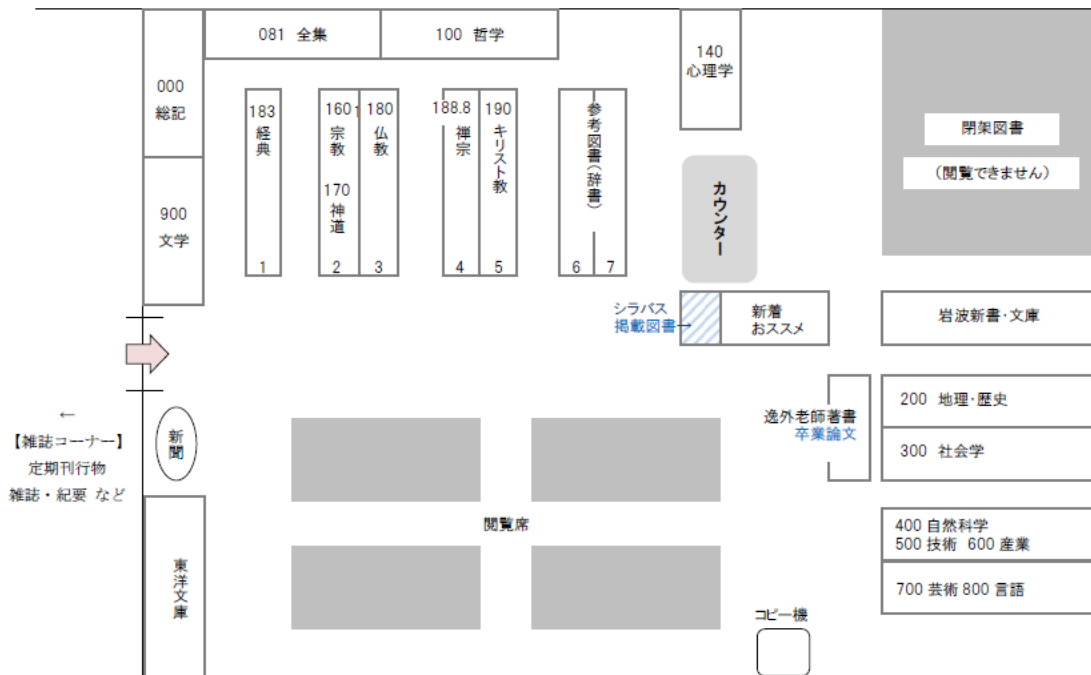 081 全集
100 哲学
140
心理学
000
総記
183
経典
160
宗教
170
神道
180
仏教
188.8
禅宗
190
キリスト教
参考図書(辞書)
閉架図書
(閲覧できません)
カウンター
900
文学
1
2
3
4
5
6
7
シラバス
掲載図書→
新着
おススメ
岩波新書・文庫
←
【雑誌コーナー】
定期刊行物
雑誌・紀要 など
新聞
逸外老師著書
卒業論文
200 地理・歴史
300 社会学
閲覧席
400 自然科学
500 技術 600 産業
700 芸術 800 言語
東洋文庫
コピー機